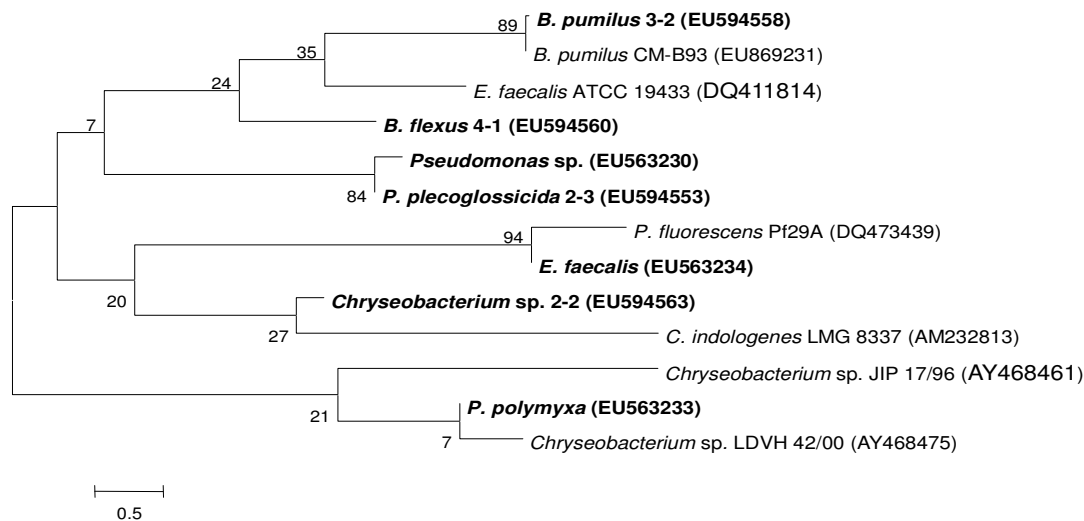 89 B. pumilus 3-2 (EU594558)
B. pumilus CM-B93 (EU869231)
35
E. faecalis ATCC 19433 (DQ411814)
24
B. flexus 4-1 (EU594560)
7
Pseudomonas sp. (EU563230)
84 P. plecoglossicida 2-3 (EU594553)
P. fluorescens Pf29A (DQ473439)
94
E. faecalis (EU563234)
20 Chryseobacterium sp. 2-2 (EU594563)
27 C. indologenes LMG 8337 (AM232813)
Chryseobacterium sp. JIP 17/96 (AY468461)
21 P. polymyxa (EU563233)
7 Chryseobacterium sp. LDVH 42/00 (AY468475)
0.5